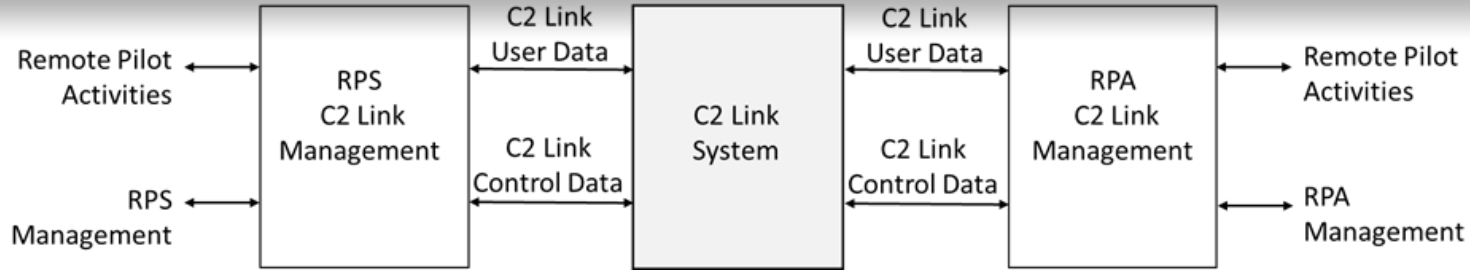 Remote Pilot
Activities
RPS
Management
RPS
C2 Link
Management
C2 Link
User Data
C2 Link
Control Data
C2 Link
System
C2 Link
User Data
C2 Link
Control Data
RPA
C2 Link
Management
Remote Pilot
Activities
RPA
Management